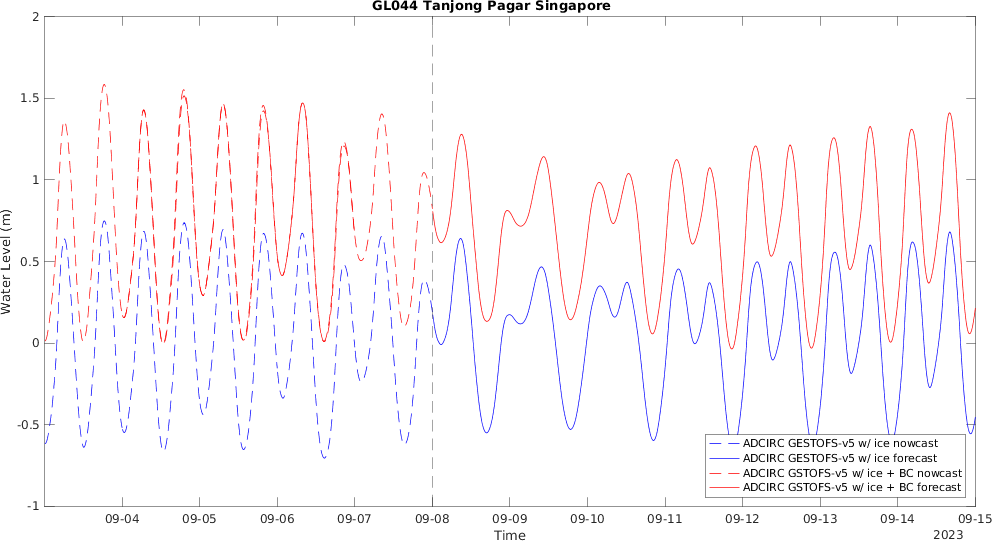 GL044 Tanjong Pagar Singapore
2
1.5
1
0.5
0
-0.5
-1
Water Level (m)
09-04 09-05 09-06 09-07 09-08 09-09 09-10 09-11 09-12 09-13 09-14 09-15
Time
2023
ADCIRC GESTOFS-v5 w/ ice nowcast
ADCIRC GESTOFS-v5 w/ ice forecast
ADCIRC GSTOFS-v5 w/ ice + BC nowcast
ADCIRC GSTOFS-v5 w/ ice + BC forecast